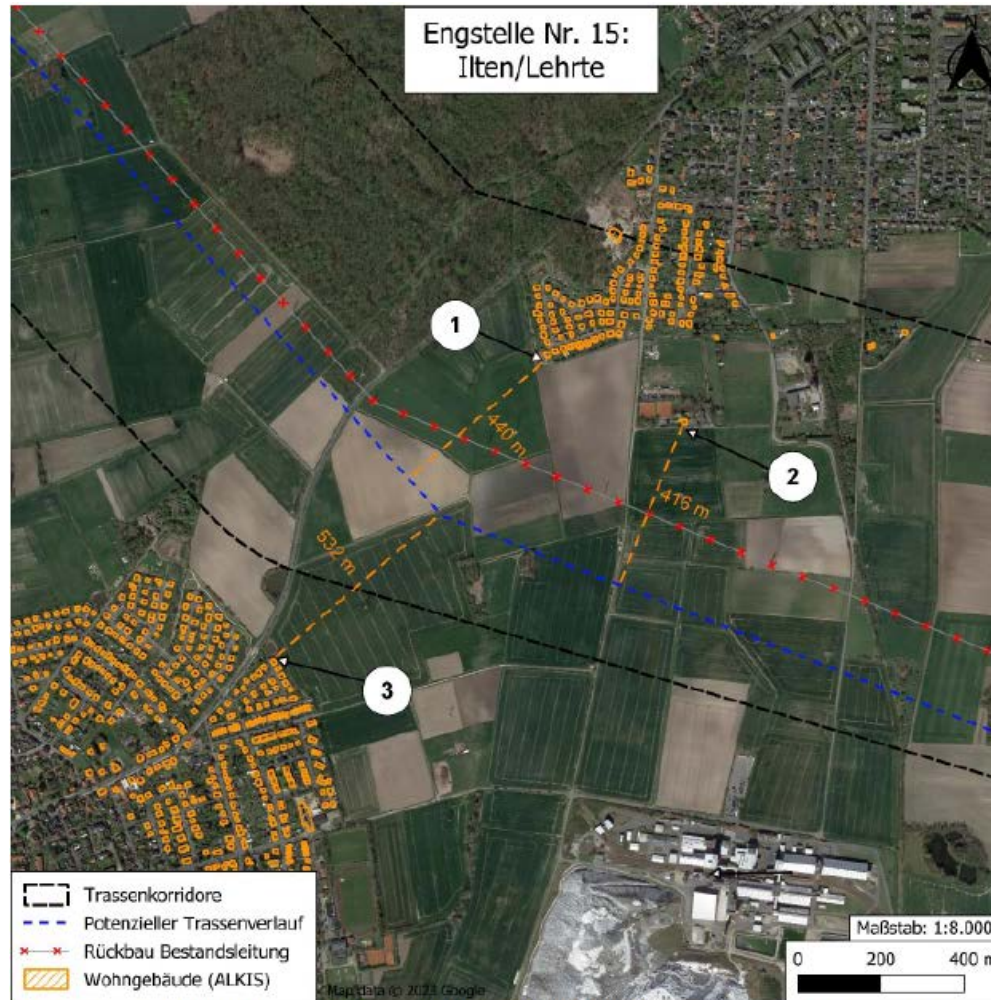 Engstelle Nr. 15:
Ilten/Lehrte
N
1
440 m
2
476 m
532 m
3
Trassenkorridore
Potenzieller Trassenverlauf
Rückbau Bestandsleitung
Wohngebäude (ALKIS)
Map data © 2023 Google
Maßstab: 1:8.000
0 200 400 m